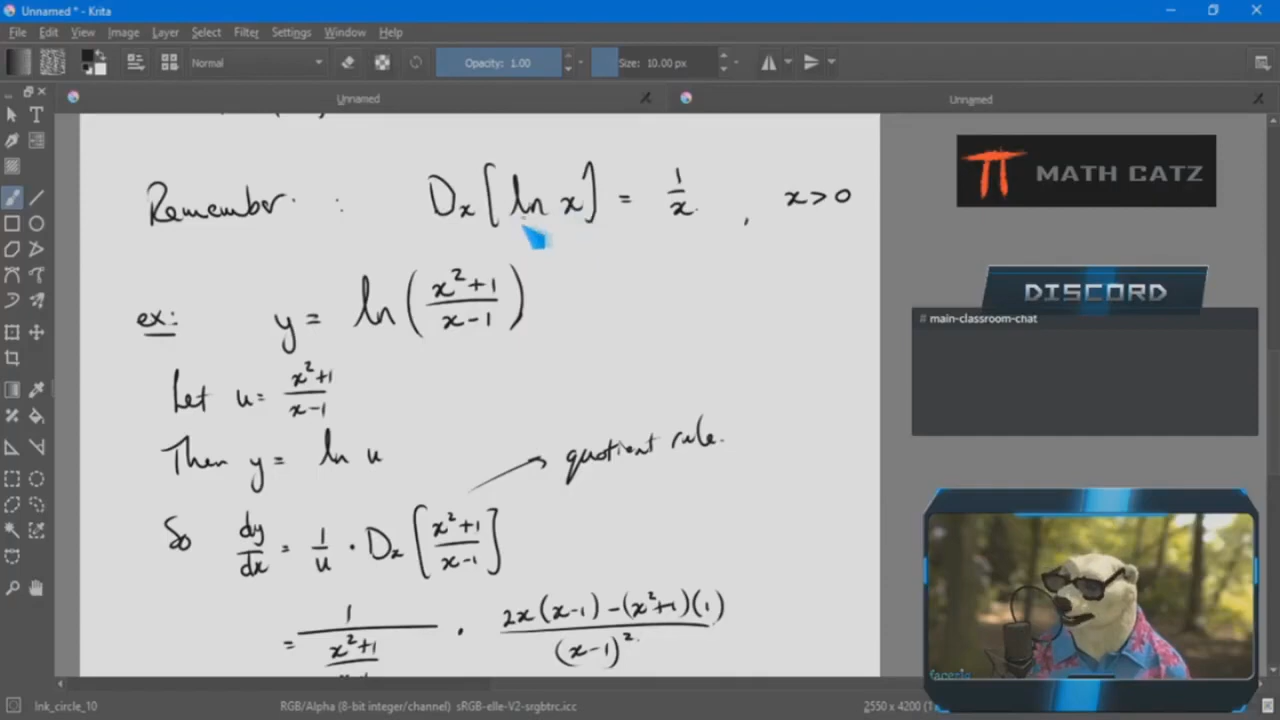 Unnamed * - Krita
File Edit View Image Layer Select Filter Settings Window Help
Normal Opacity: 1.00 Size: 10.00 px
Unnamed Unnamed
Remember : Dₓ[ln x] = 1/x , x > 0
MATH CATZ
ex: y = ln((x²+1)/(x-1))
DISCORD
# main-classroom-chat
Let u = (x²+1)/(x-1)
Then y = ln u
quotient rule.
So dy/dx = 1/u · Dₓ[(x²+1)/(x-1)]
= 1/((x²+1)/ · (2x(x-1) - (x²+1)(1))/(x-1)²
facerig
Ink_circle_10 RGB/Alpha (8-bit integer/channel) sRGB-elle-V2-srgbtrc.icc 2550 x 4200 (1